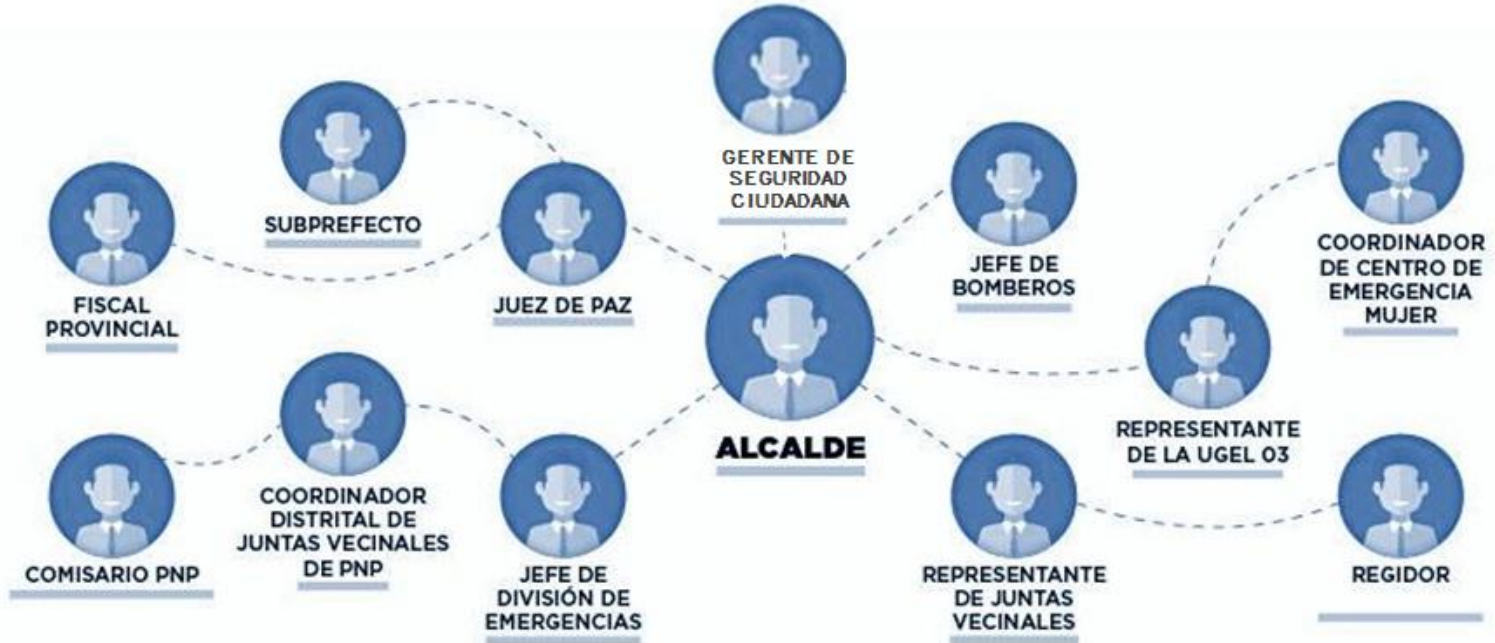 GERENTE DE
SEGURIDAD
CIUDADANA
SUBPREFECTO
FISCAL
PROVINCIAL
JUEZ DE PAZ
JEFE DE
BOMBEROS
COORDINADOR
DE CENTRO DE
EMERGENCIA
MUJER
ALCALDE
REPRESENTANTE
DE LA UGEL 03
COMISARIO PNP
COORDINADOR
DISTRITAL DE
JUNTAS VECINALES
DE PNP
JEFE DE
DIVISIÓN DE
EMERGENCIAS
REPRESENTANTE
DE JUNTAS
VECINALES
REGIDOR